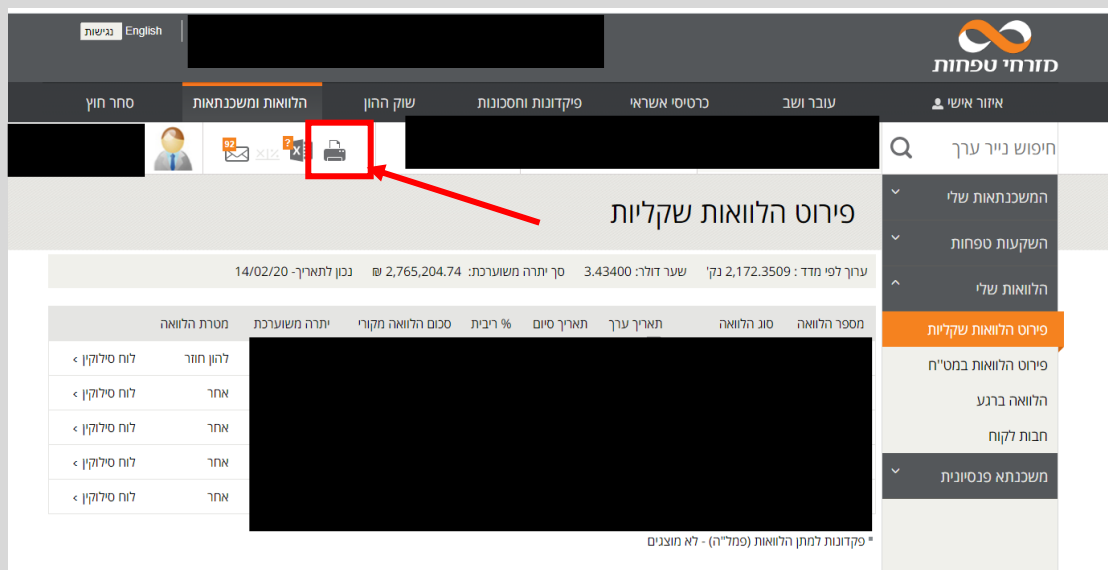 English נגישות
מזרחי טפחות
איזור אישי עובר ושב כרטיסי אשראי פיקדונות וחסכונות שוק ההון הלוואות ומשכנתאות סחר חוץ
חיפוש נייר ערך
? X
92
המשכנתאות שלי
השקעות טפחות
הלוואות שלי
פירוט הלוואות שקליות
פירוט הלוואות במט"ח
הלוואה ברגע
חבות לקוח
משכנתא פנסיונית
פירוט הלוואות שקליות
ערוך לפי מדד : 2,172.3509 נק' שער דולר: 3.43400 סך יתרה משוערכת: 2,765,204.74 ₪ נכון לתאריך- 14/02/20
מספר הלוואה סוג הלוואה תאריך ערך תאריך סיום % ריבית סכום הלוואה מקורי יתרה משוערכת מטרת הלוואה
להון חוזר לוח סילוקין >
אחר לוח סילוקין >
אחר לוח סילוקין >
אחר לוח סילוקין >
אחר לוח סילוקין >
פקדונות למתן הלוואות (פמל"ה) - לא מוצגים